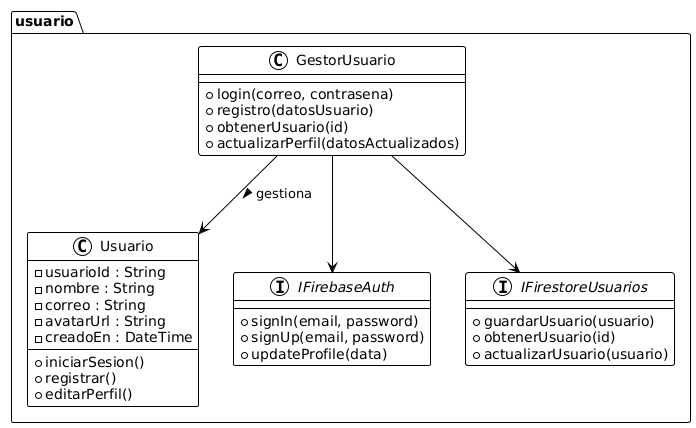 usuario
C GestorUsuario
login(correo, contrasena)
registro(datosUsuario)
obtenerUsuario(id)
actualizarPerfil(datosActualizados)
gestiona
C Usuario
usuarioId : String
nombre : String
correo : String
avatarUrl : String
creadoEn : DateTime
iniciarSesion()
registrar()
editarPerfil()
I IFirebaseAuth
signIn(email, password)
signUp(email, password)
updateProfile(data)
I IFirestoreUsuarios
guardarUsuario(usuario)
obtenerUsuario(id)
actualizarUsuario(usuario)